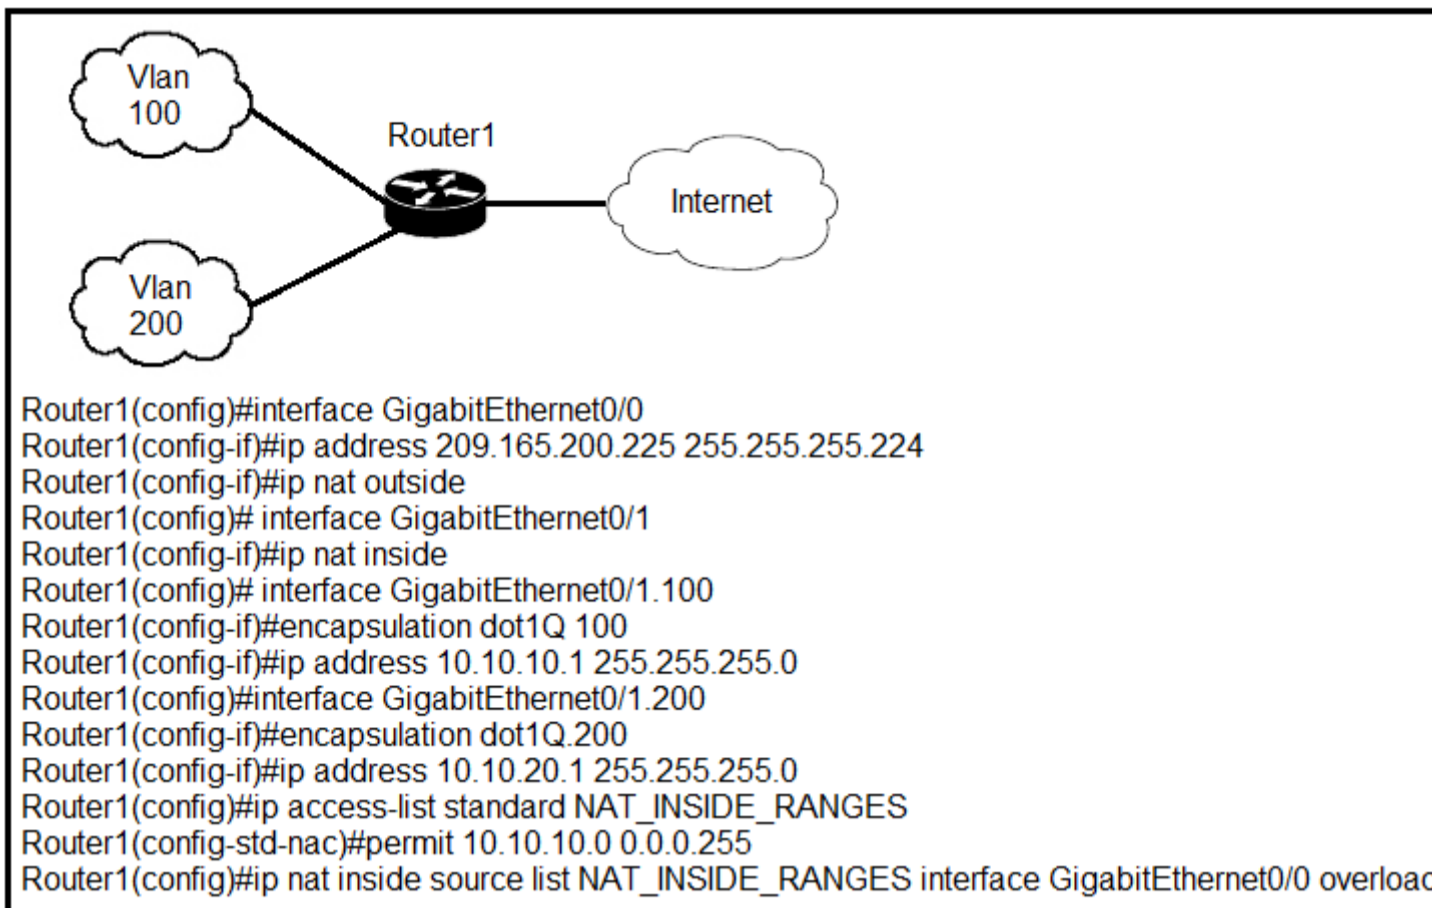 Vlan
100
Router1
Internet
Vlan
200
Router1(config)#interface GigabitEthernet0/0
Router1(config-if)#ip address 209.165.200.225 255.255.255.224
Router1(config-if)#ip nat outside
Router1(config)# interface GigabitEthernet0/1
Router1(config-if)#ip nat inside
Router1(config)# interface GigabitEthernet0/1.100
Router1(config-if)#encapsulation dot1Q 100
Router1(config-if)#ip address 10.10.10.1 255.255.255.0
Router1(config)#interface GigabitEthernet0/1.200
Router1(config-if)#encapsulation dot1Q.200
Router1(config-if)#ip address 10.10.20.1 255.255.255.0
Router1(config)#ip access-list standard NAT_INSIDE_RANGES
Router1(config-std-nac)#permit 10.10.10.0 0.0.0.255
Router1(config)#ip nat inside source list NAT_INSIDE_RANGES interface GigabitEthernet0/0 overload